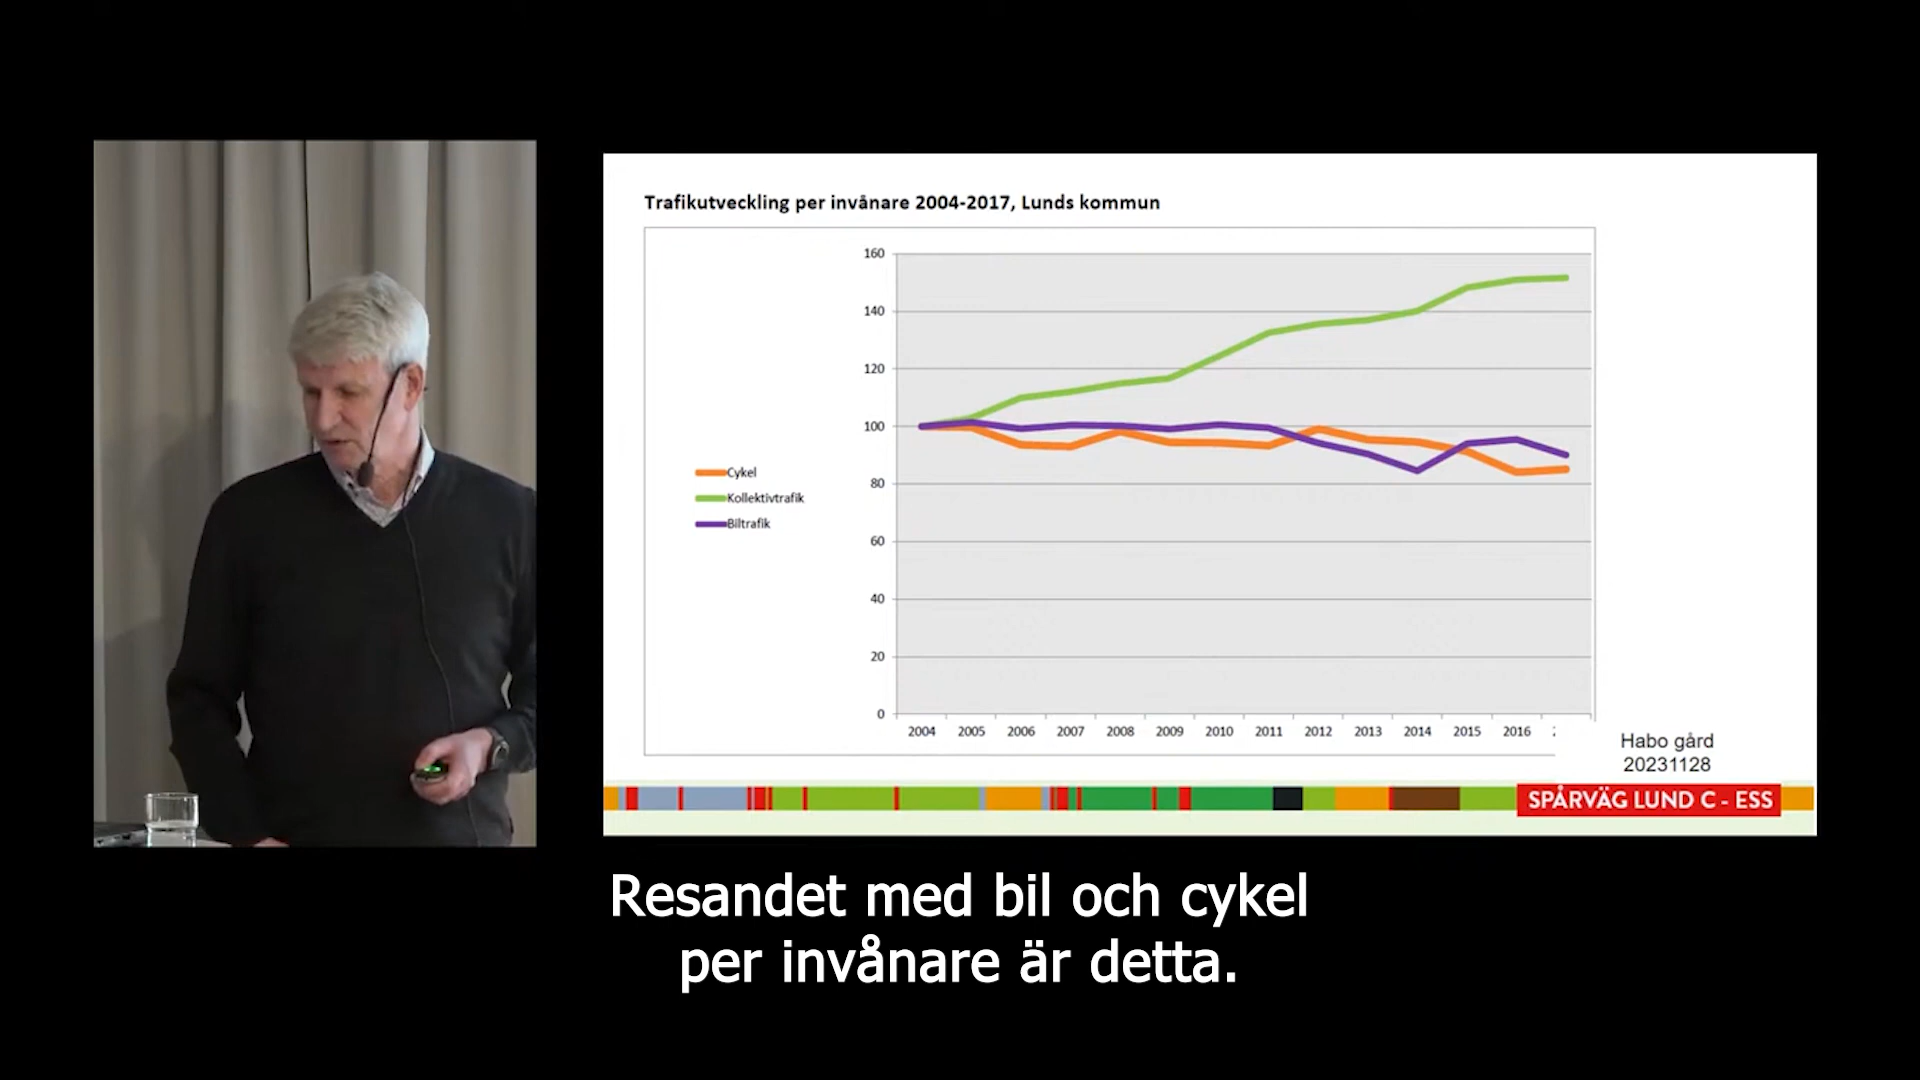 Trafikutveckling per invånare 2004-2017, Lunds kommun
160
140
120
100
80
60
40
20
0
Cykel
Kollektivtrafik
Biltrafik
2004 2005 2006 2007 2008 2009 2010 2011 2012 2013 2014 2015 2016
Habo gård
20231128
SPÅRVÄG LUND C - ESS
Resandet med bil och cykel
per invånare är detta.